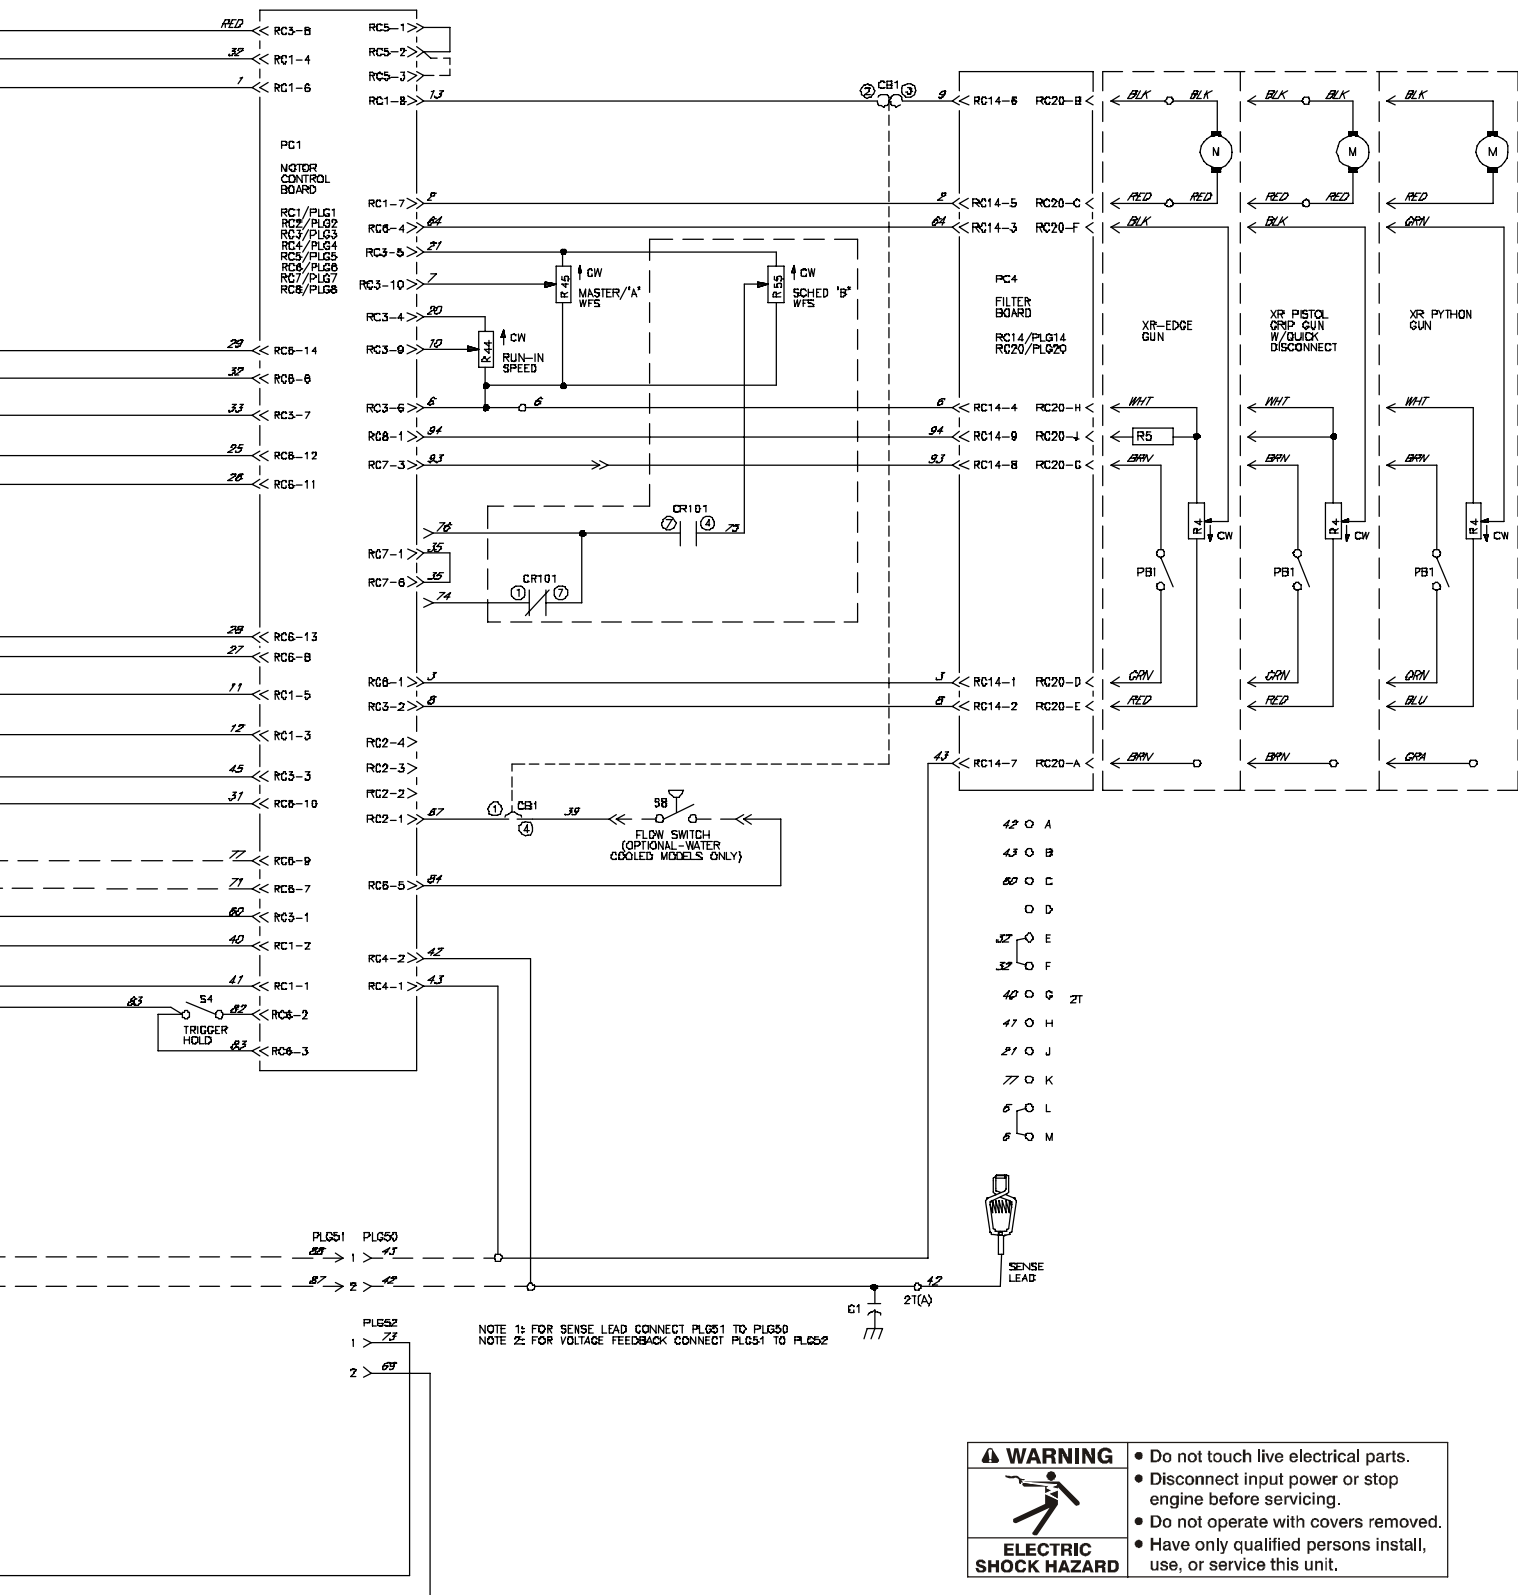 RED
RC3-8
32
RC1-4
1
RC1-6
RC5-1
RC5-2
RC5-3
RC1-8 13
PC1
MOTOR
CONTROL
BOARD
RC1/PLG1
RC2/PLG2
RC3/PLG3
RC4/PLG4
RC5/PLG5
RC6/PLG6
RC7/PLG7
RC8/PLG8
RC1-7 2
RC6-4 64
RC3-5 21
RC3-10 7
RC3-4 20
RC3-9 10
RC3-6 6 6
RC8-1 94
RC7-3 93
76
RC7-1 35
RC7-6 35
74
29 RC6-14
32 RC6-6
33 RC3-7
25 RC6-12
26 RC6-11
28 RC6-13
27 RC6-8
11 RC1-5
12 RC1-3
45 RC3-3
31 RC6-10
77 RC6-9
71 RC6-7
60 RC3-1
40 RC1-2
41 RC1-1
83 S4 82 RC6-2
TRIGGER
HOLD
83 RC6-3
R45
CW
MASTER/"A"
WFS
R55
CW
SCHED "B"
WFS
R44
CW
RUN-IN
SPEED
CR101
7 4 75
CR101
1 7
RC3-2 8
RC2-4
RC2-3
RC2-2
RC2-1 67
1 CB1 39
4
S8
FLOW SWITCH
(OPTIONAL-WATER
COOLED MODELS ONLY)
RC6-5 84
RC4-2 42
RC4-1 43
2 CB1 3
9 RC14-6 RC20-B
2 RC14-5 RC20-C
64 RC14-3 RC20-F
PC4
FILTER
BOARD
RC14/PLG14
RC20/PLG20
6 RC14-4 RC20-H
94 RC14-9 RC20-J
93 RC14-8 RC20-G
3 RC14-1 RC20-D
8 RC14-2 RC20-E
43 RC14-7 RC20-A
BLK BLK
RED RED
BLK
XR-EDGE
GUN
WHT
R5
BRN
R4
CW
PB1
GRN
RED
BRN
BLK BLK
M
RED RED
BLK
XR PISTOL
GRIP GUN
W/QUICK
DISCONNECT
WHT
BRN
R4
CW
PB1
GRN
RED
BRN
BLK
M
RED
GRN
XR PYTHON
GUN
WHT
BRN
R4
CW
PB1
ORN
BLU
GRA
42 A
43 B
60 C
D
32 E
32 F
40 G
2T
41 H
21 J
77 K
6 L
6 M
SENSE
LEAD
PLG51 PLG50
88 1 43
87 2 42
C1
42
2T(A)
PLG52
1 73
2 69
NOTE 1: FOR SENSE LEAD CONNECT PLG51 TO PLG50
NOTE 2: FOR VOLTAGE FEEDBACK CONNECT PLG51 TO PLG52
WARNING
ELECTRIC
SHOCK HAZARD
• Do not touch live electrical parts.
• Disconnect input power or stop
engine before servicing.
• Do not operate with covers removed.
• Have only qualified persons install,
use, or service this unit.